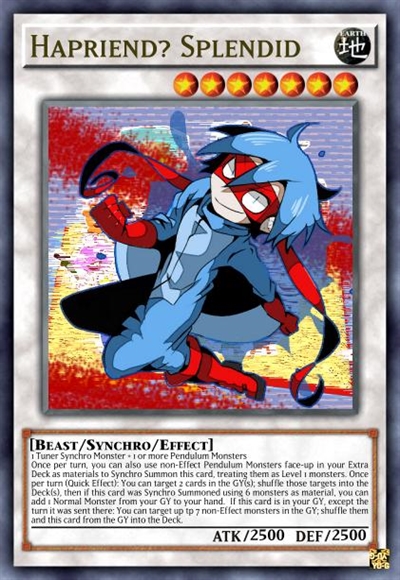 Hapriend? Splendid
EARTH
地
[Beast/Synchro/Effect]
1 Tuner Synchro Monster + 1 or more Pendulum Monsters
Once per turn, you can also use non-Effect Pendulum Monsters face-up in your Extra
Deck as materials to Synchro Summon this card, treating them as Level 1 monsters. Once
per turn (Quick Effect): You can target 2 cards in the GY(s); shuffle those targets into the
Deck(s), then if this card was Synchro Summoned using 6 monsters as material, you can
add 1 Normal Monster from your GY to your hand. If this card is in your GY, except the
turn it was sent there: You can target up tp 7 non-Effect monsters in the GY; shuffle them
and this card from the GY into the Deck.
ATK/2500 DEF/2500